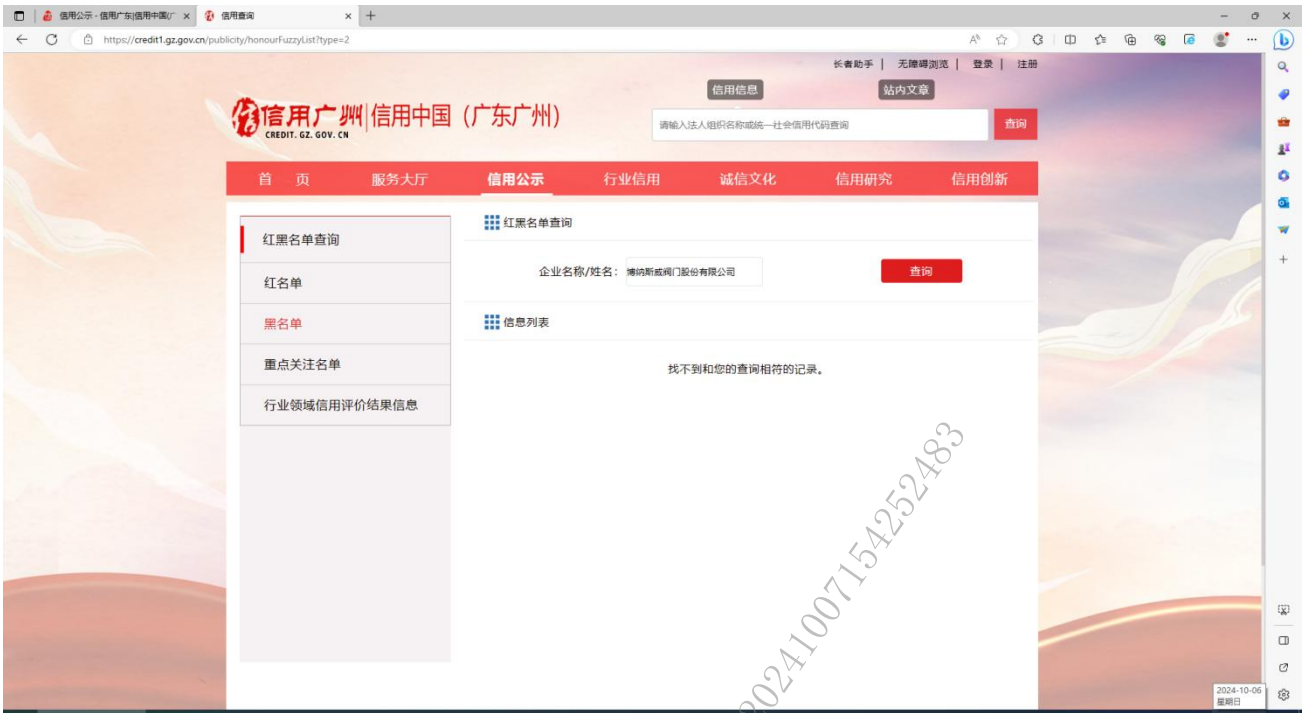 信用公示 - 信用广东|信用中国(广
信用查询
https://credit1.gz.gov.cn/publicity/honourFuzzyList?type=2
长者助手 | 无障碍浏览 | 登录 | 注册
信用信息 站内文章
信用广州|信用中国（广东广州）
CREDIT.GZ.GOV.CN
请输入法人组织名称或统一社会信用代码查询 查询
首 页 服务大厅 信用公示 行业信用 诚信文化 信用研究 信用创新
红黑名单查询
红名单
黑名单
重点关注名单
行业领域信用评价结果信息
红黑名单查询
企业名称/姓名： 博纳斯威阀门股份有限公司 查询
信息列表
找不到和您的查询相符的记录。
20241007154252483
2024-10-06
星期日